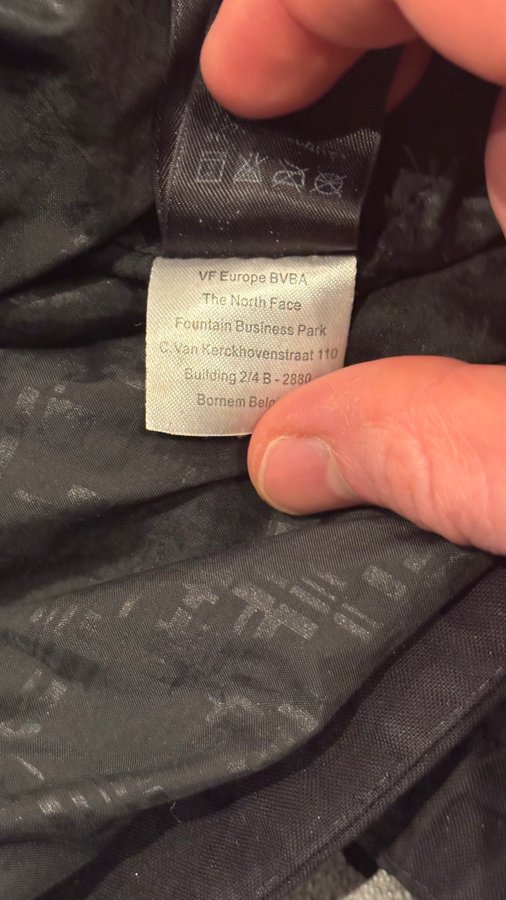 VF Europe BVBA
The North Face
Fountain Business Park
C.Van Kerckhovenstraat 110
Building 2/4 B - 2880
Bornem